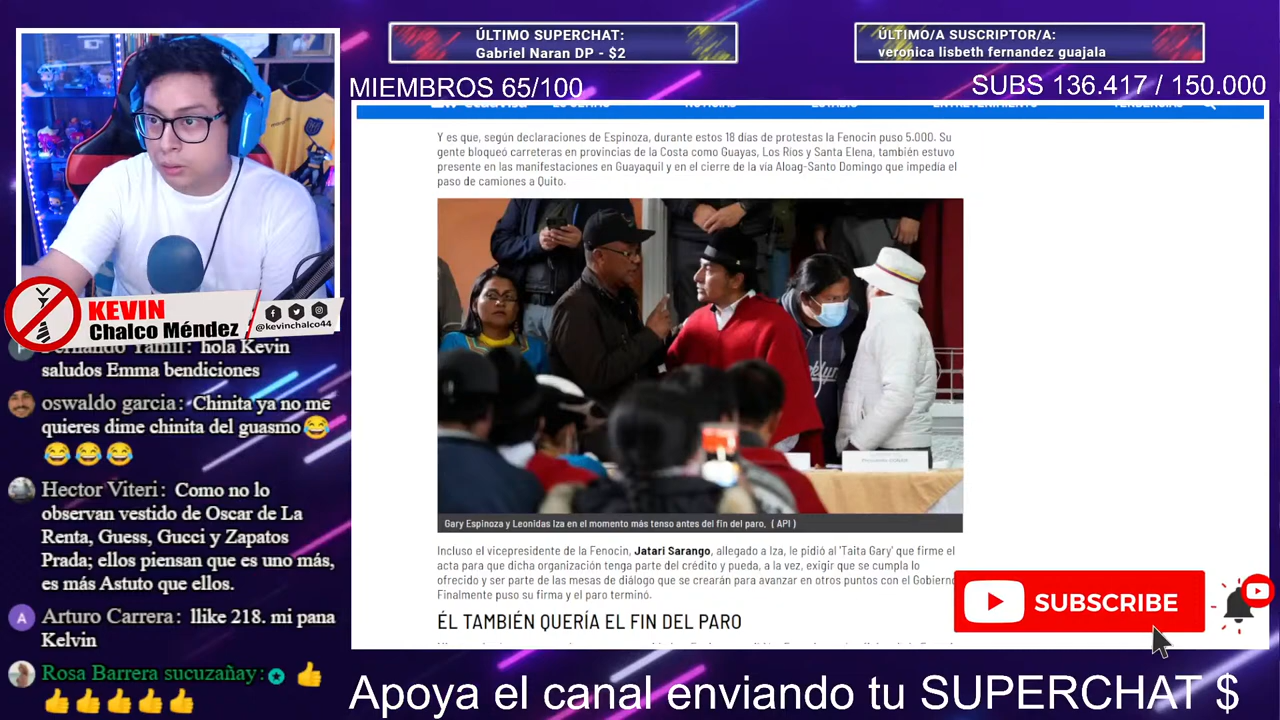 ÚLTIMO SUPERCHAT:
Gabriel Naran DP - $2
ÚLTIMO/A SUSCRIPTOR/A:
veronica lisbeth fernandez guajala
MIEMBROS 65/100
SUBS 136.417 / 150.000
Y es que, según declaraciones de Espinoza, durante estos 18 días de protestas la Fenocin puso 5.000. Su
gente bloqueó carreteras en provincias de la Costa como Guayas, Los Ríos y Santa Elena, también estuvo
presente en las manifestaciones en Guayaquil y en el cierre de la vía Aloag-Santo Domingo que impedía el
paso de camiones a Quito.
Gary Espinoza y Leonidas Iza en el momento más tenso antes del fin del paro, ( API )
Incluso el vicepresidente de la Fenocin, Jatari Sarango, allegado a Iza, le pidió al 'Taita Gary' que firme el
acta para que dicha organización tenga parte del crédito y pueda, a la vez, exigir que se cumpla lo
ofrecido y ser parte de las mesas de diálogo que se crearán para avanzar en otros puntos con el Gobierno
Finalmente puso su firma y el paro terminó.
ÉL TAMBIÉN QUERÍA EL FIN DEL PARO
KEVIN
Chalco Méndez
@kevinchalco44
Fernando Yamil: hola Kevin
saludos Emma bendiciones
oswaldo garcia: Chinita ya no me
quieres dime chinita del guasmo
Hector Viteri: Como no lo
observan vestido de Oscar de La
Renta, Guess, Gucci y Zapatos
Prada; ellos piensan que es uno más,
es más Astuto que ellos.
Arturo Carrera: llike 218. mi pana
Kelvin
Rosa Barrera sucuzañay:
SUBSCRIBE
Apoya el canal enviando tu SUPERCHAT $